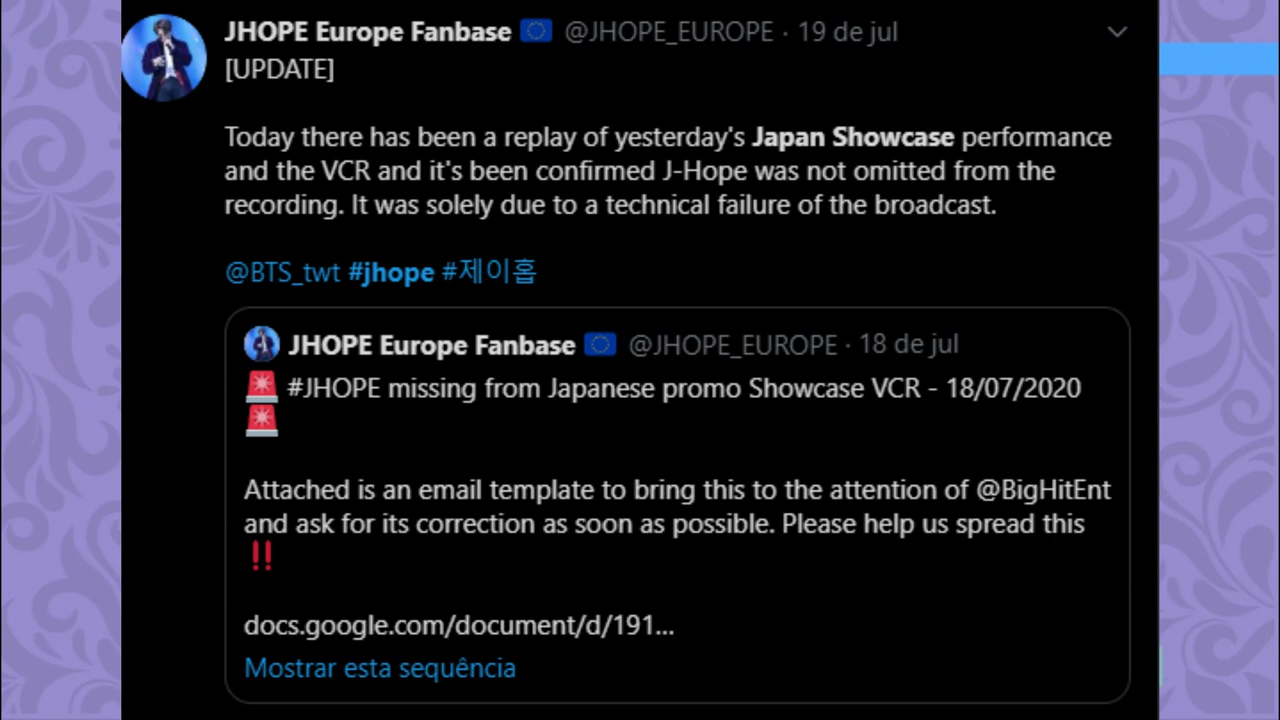 JHOPE Europe Fanbase 🇪🇺 @JHOPE_EUROPE · 19 de jul
[UPDATE]
Today there has been a replay of yesterday's Japan Showcase performance
and the VCR and it's been confirmed J-Hope was not omitted from the
recording. It was solely due to a technical failure of the broadcast.
@BTS_twt #jhope #제이홉
JHOPE Europe Fanbase 🇪🇺 @JHOPE_EUROPE · 18 de jul
🚨 #JHOPE missing from Japanese promo Showcase VCR - 18/07/2020
🚨
Attached is an email template to bring this to the attention of @BigHitEnt
and ask for its correction as soon as possible. Please help us spread this
‼️
docs.google.com/document/d/191...
Mostrar esta sequência